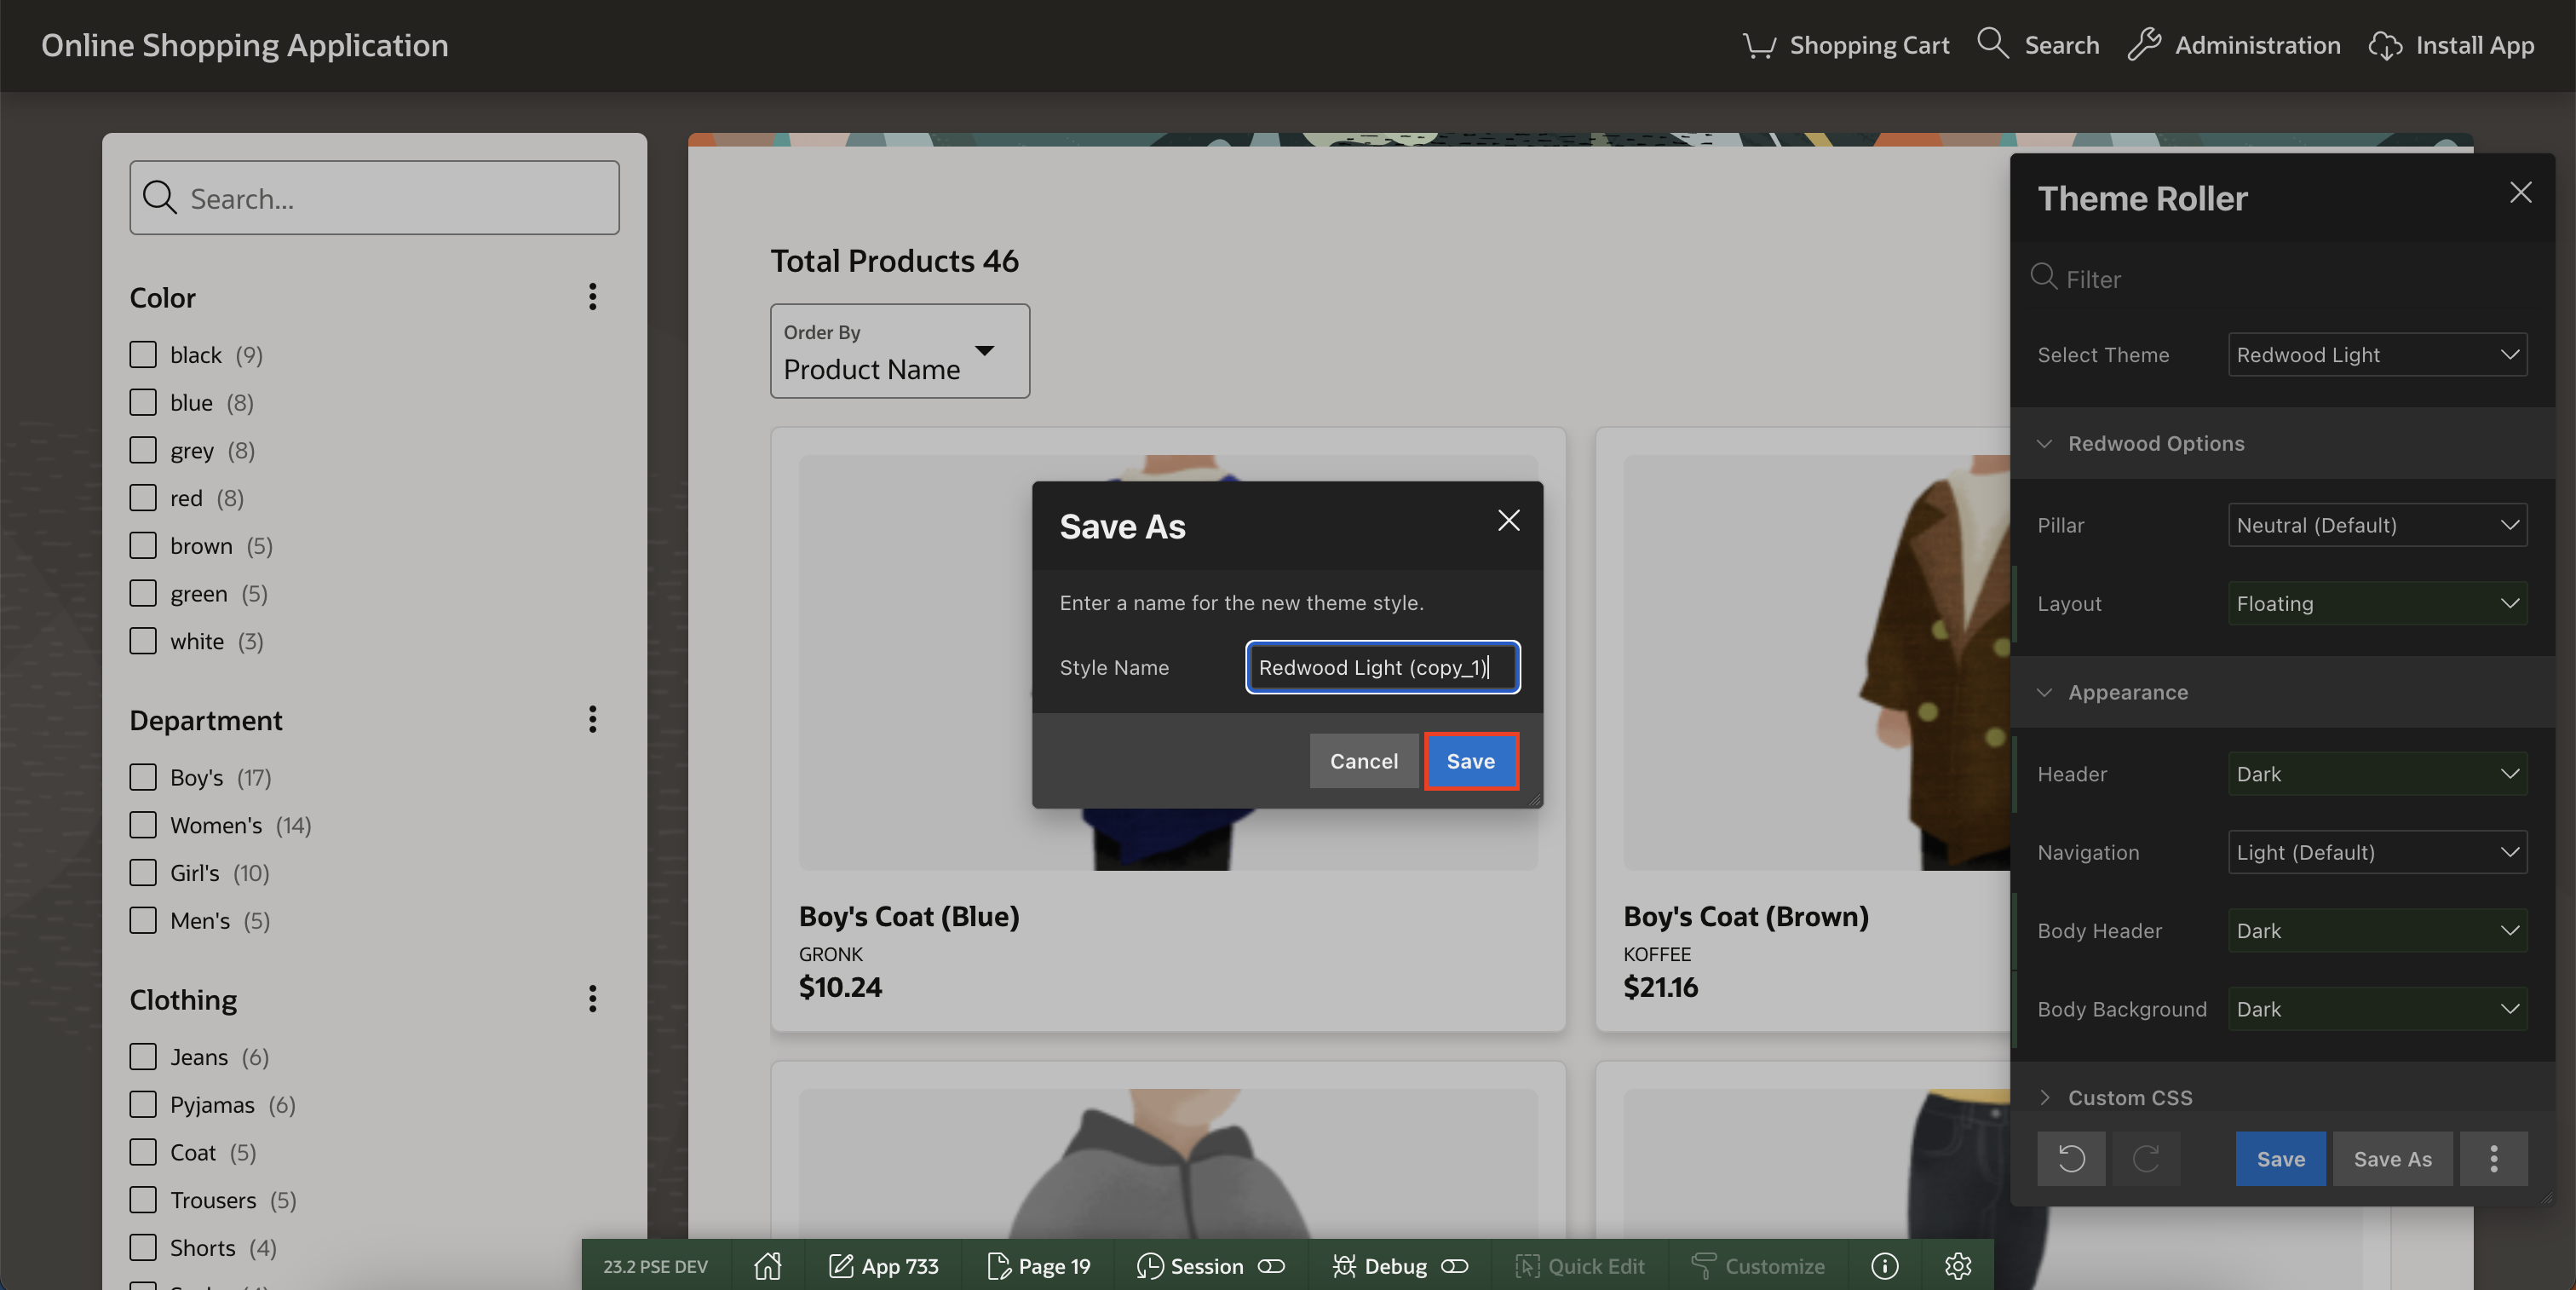 Online Shopping Application
Shopping Cart
Search
Administration
Install App
Search...
Color
black (9)
blue (8)
grey (8)
red (8)
brown (5)
green (5)
white (3)
Department
Boy's (17)
Women's (14)
Girl's (10)
Men's (5)
Clothing
Jeans (6)
Pyjamas (6)
Coat (5)
Trousers (5)
Shorts (4)
Total Products 46
Order By
Product Name
Boy's Coat (Blue)
GRONK
$10.24
Boy's Coat (Brown)
KOFFEE
$21.16
Save As
Enter a name for the new theme style.
Style Name Redwood Light (copy_1)
Cancel Save
Theme Roller
Filter
Select Theme Redwood Light
Redwood Options
Pillar Neutral (Default)
Layout Floating
Appearance
Header Dark
Navigation Light (Default)
Body Header Dark
Body Background Dark
Custom CSS
Save Save As
23.2 PSE DEV
App 733
Page 19
Session
Debug
Quick Edit
Customize